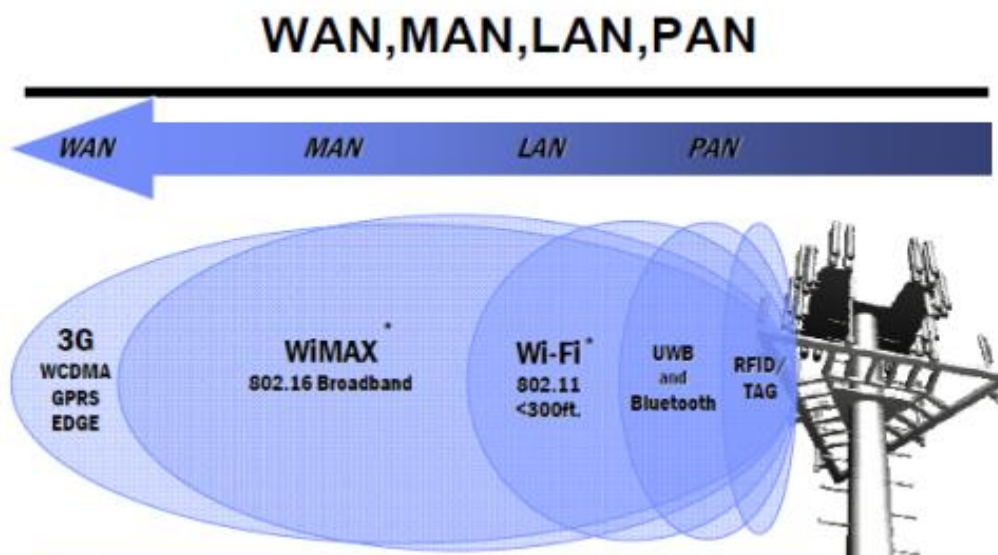 WAN,MAN,LAN,PAN
WAN MAN LAN PAN
3G
WCDMA
GPRS
EDGE
WiMAX*
802.16 Broadband
Wi-Fi*
802.11
<300ft.
UWB
and
Bluetooth
RFID/
TAG